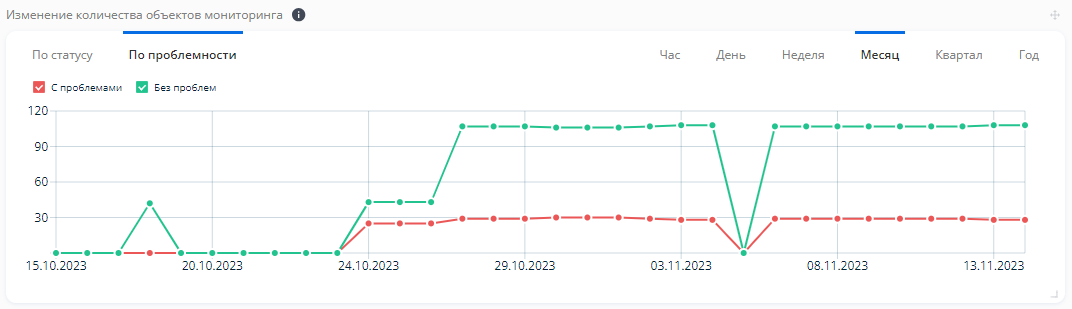 Изменение количества объектов мониторинга
По статусу По проблемности Час День Неделя Месяц Квартал Год
С проблемами Без проблем
120
90
60
30
15.10.2023 20.10.2023 24.10.2023 29.10.2023 03.11.2023 08.11.2023 13.11.2023